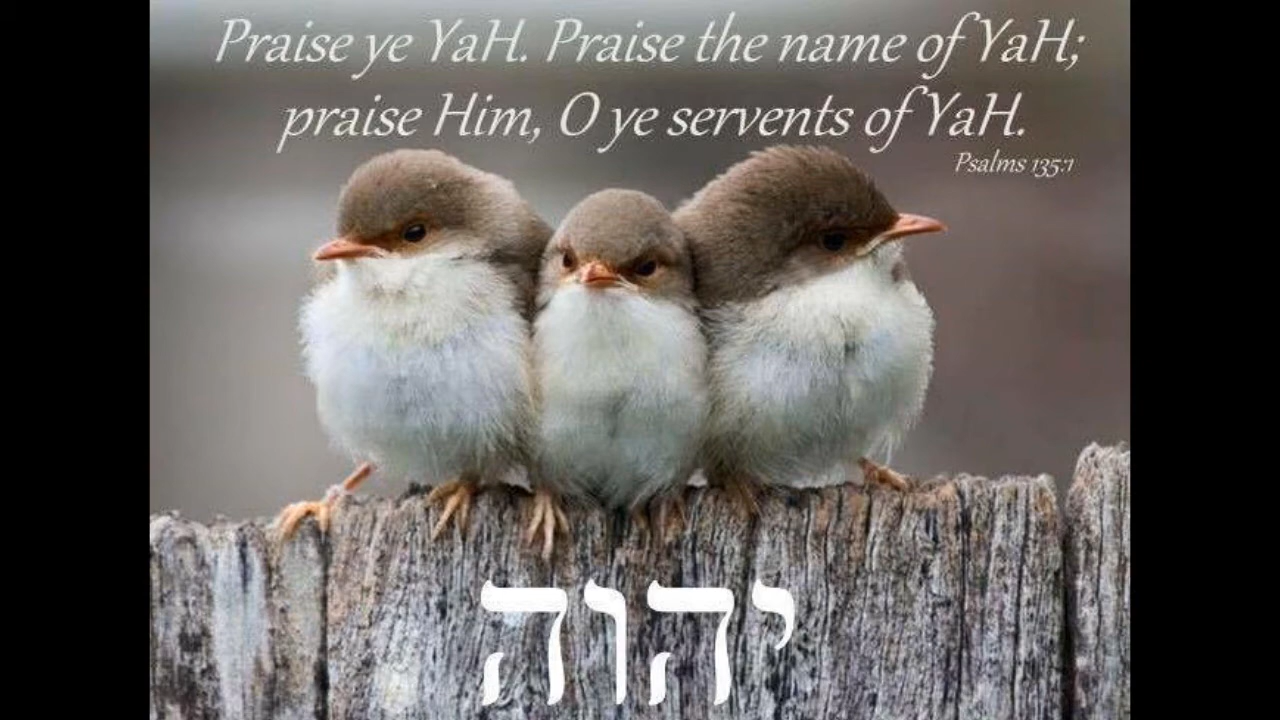 Praise ye YaH. Praise the name of YaH;
praise Him, O ye servents of YaH.
Psalms 135:1
יהוה